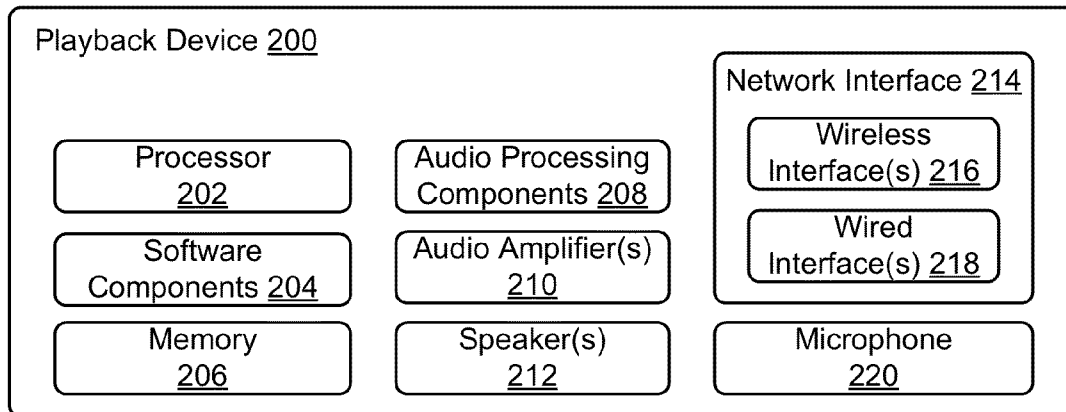 Playback Device 200
Processor
202
Software
Components 204
Memory
206
Audio Processing
Components 208
Audio Amplifier(s)
210
Speaker(s)
212
Network Interface 214
Wireless
Interface(s) 216
Wired
Interface(s) 218
Microphone
220